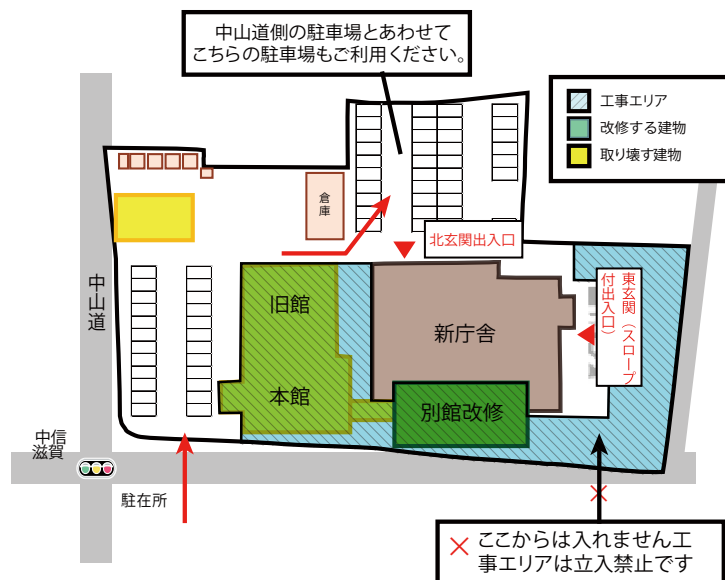 中山道側の駐車場とあわせて
こちらの駐車場もご利用ください。
工事エリア
改修する建物
取り壊す建物
倉庫
北玄関出入口
中山道
旧館
新庁舎
東玄関（スロープ
付出入口）
本館
別館改修
中信
滋賀
駐在所
× ここからは入れません工
事エリアは立入禁止です